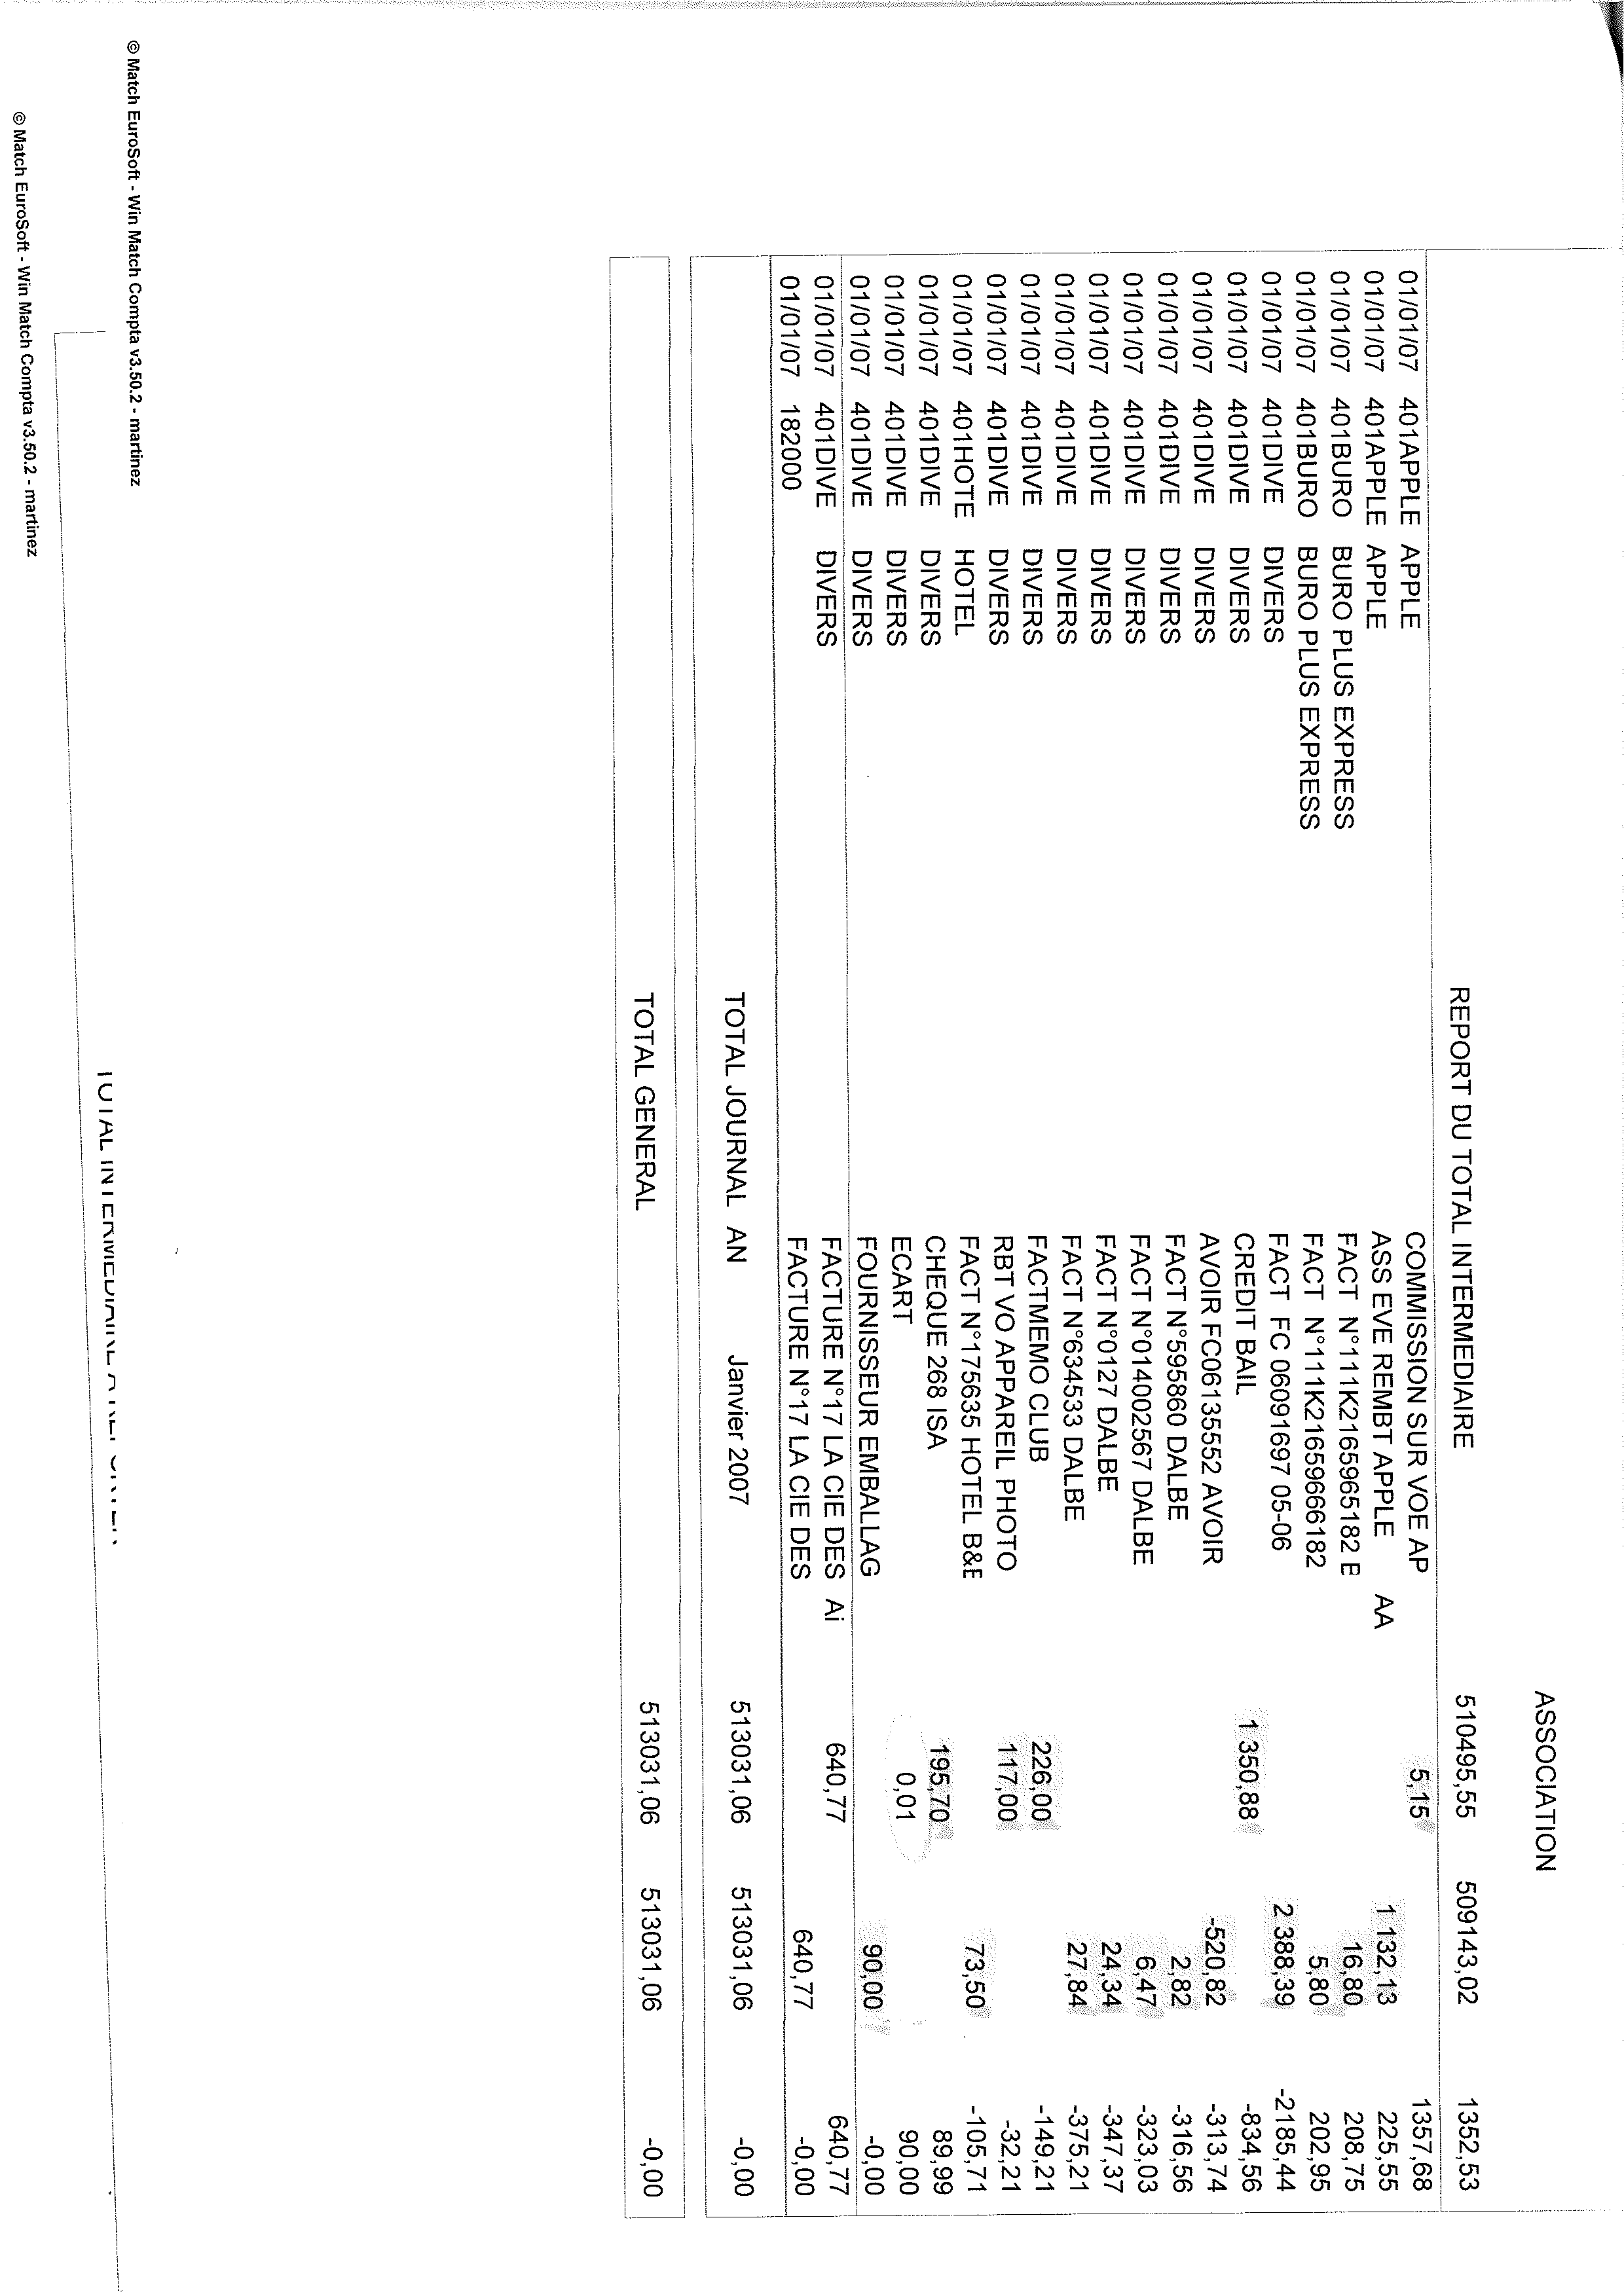 ASSOCIATION
REPORT DU TOTAL INTERMEDIAIRE 510495,55 509143,02 1352,53
01/01/07 401APPLE APPLE COMMISSION SUR VOE AP 5,15 1357,68
01/01/07 401APPLE APPLE ASS EVE REMBT APPLE AA 1 132,13 225,55
01/01/07 401BURO BURO PLUS EXPRESS FACT N°111K2165965182 E 16,80 208,75
01/01/07 401BURO BURO PLUS EXPRESS FACT N°111K2165966182 5,80 202,95
01/01/07 401DIVE DIVERS FACT FC 06091697 05-06 2 388,39 -2185,44
01/01/07 401DIVE DIVERS CREDIT BAIL 1 350,88 -834,56
01/01/07 401DIVE DIVERS AVOIR FC06135552 AVOIR -520,82 -313,74
01/01/07 401DIVE DIVERS FACT N°595860 DALBE 2,82 -316,56
01/01/07 401DIVE DIVERS FACT N°014002567 DALBE 6,47 -323,03
01/01/07 401DIVE DIVERS FACT N°0127 DALBE 24,34 -347,37
01/01/07 401DIVE DIVERS FACT N°634533 DALBE 27,84 -375,21
01/01/07 401DIVE DIVERS FACTMEMO CLUB 226,00 -149,21
01/01/07 401DIVE DIVERS RBT VO APPAREIL PHOTO 117,00 -32,21
01/01/07 401HOTE HOTEL FACT N°175635 HOTEL B&E 73,50 -105,71
01/01/07 401DIVE DIVERS CHEQUE 268 ISA 195,70 89,99
01/01/07 401DIVE DIVERS ECART 0,01 90,00
01/01/07 401DIVE DIVERS FOURNISSEUR EMBALLAG 90,00 -0,00
01/01/07 401DIVE DIVERS FACTURE N°17 LA CIE DES Ai 640,77 640,77
01/01/07 182000 FACTURE N°17 LA CIE DES 640,77 -0,00
TOTAL JOURNAL AN Janvier 2007 513031,06 513031,06 -0,00
TOTAL GENERAL 513031,06 513031,06 -0,00
© Match EuroSoft - Win Match Compta v3.50.2 - martinez
TOTAL INTERMEDIAIRE A REPORTER
© Match EuroSoft - Win Match Compta v3.50.2 - martinez